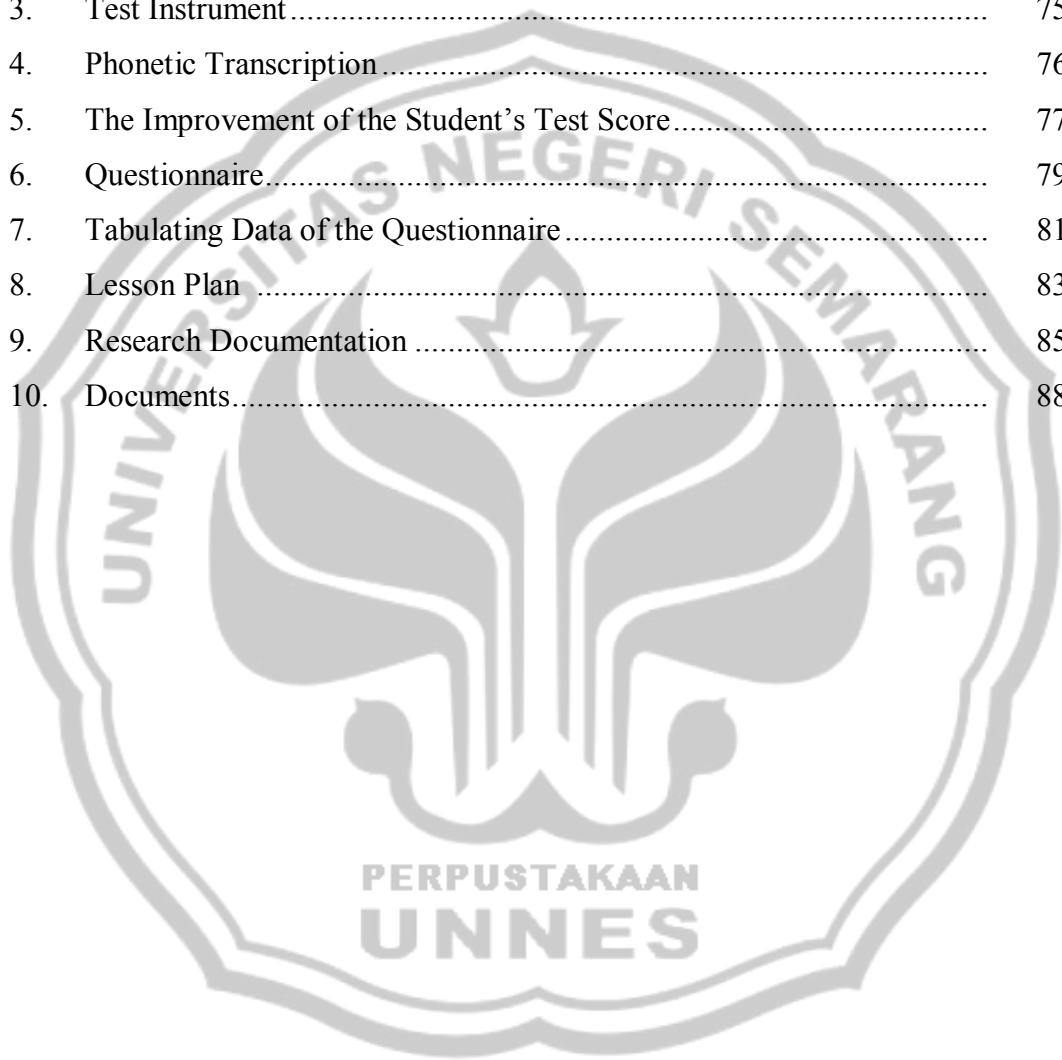 3. Test Instrument........................................................................................... 75
4. Phonetic Transcription............................................................................... 76
5. The Improvement of the Student’s Test Score......................................... 77
6. Questionnaire.............................................................................................. 79
7. Tabulating Data of the Questionnaire....................................................... 81
8. Lesson Plan ................................................................................................ 83
9. Research Documentation .......................................................................... 85
10. Documents.................................................................................................. 88
UNIVERSITAS NEGERI SEMARANG
PERPUSTAKAAN
UNNES